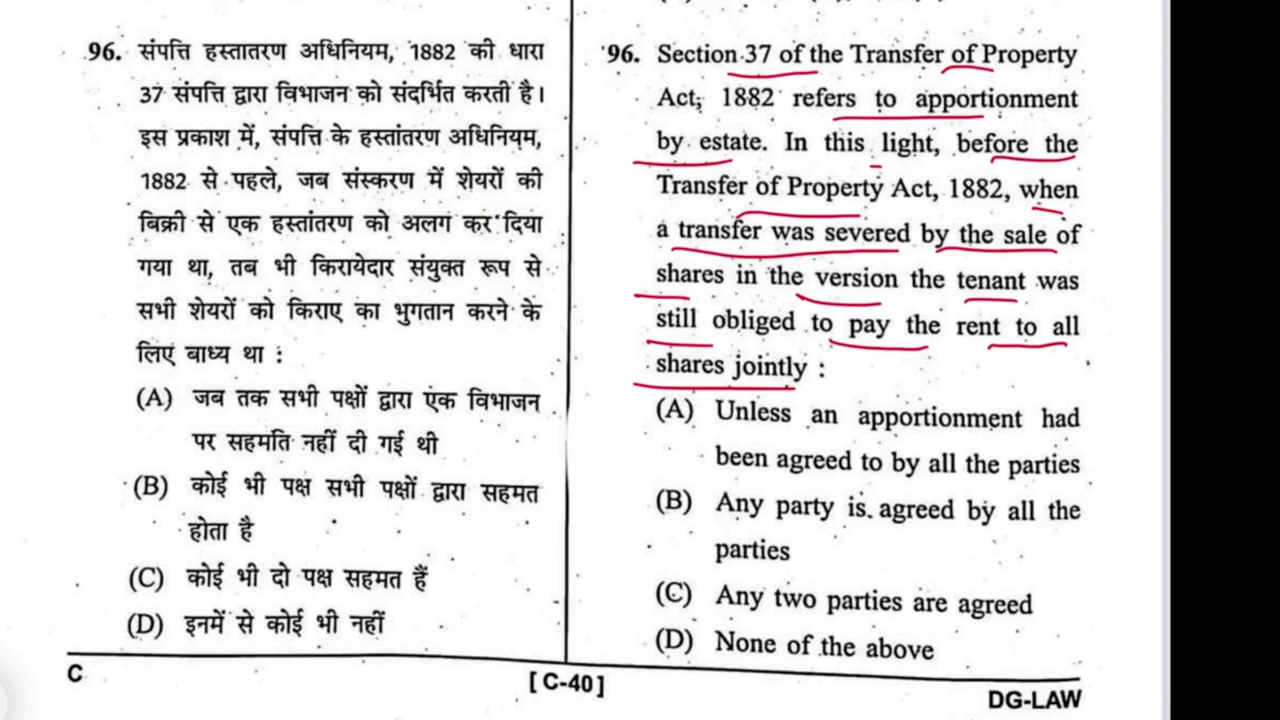 96. संपत्ति हस्तातरण अधिनियम, 1882 की धारा
37 संपत्ति द्वारा विभाजन को संदर्भित करती है।
इस प्रकाश में, संपत्ति के हस्तांतरण अधिनियम,
1882 से पहले, जब संस्करण में शेयरों की
बिक्री से एक हस्तांतरण को अलग कर दिया
गया था, तब भी किरायेदार संयुक्त रूप से
सभी शेयरों को किराए का भुगतान करने के
लिए बाध्य था :
(A) जब तक सभी पक्षों द्वारा एक विभाजन
पर सहमति नहीं दी गई थी
(B) कोई भी पक्ष सभी पक्षों द्वारा सहमत
होता है
(C) कोई भी दो पक्ष सहमत हैं
(D) इनमें से कोई भी नहीं
96. Section 37 of the Transfer of Property
Act, 1882 refers to apportionment
by estate. In this light, before the
Transfer of Property Act, 1882, when
a transfer was severed by the sale of
shares in the version the tenant was
still obliged to pay the rent to all
shares jointly :
(A) Unless an apportionment had
been agreed to by all the parties
(B) Any party is agreed by all the
parties
(C) Any two parties are agreed
(D) None of the above
C
[ C-40 ]
DG-LAW